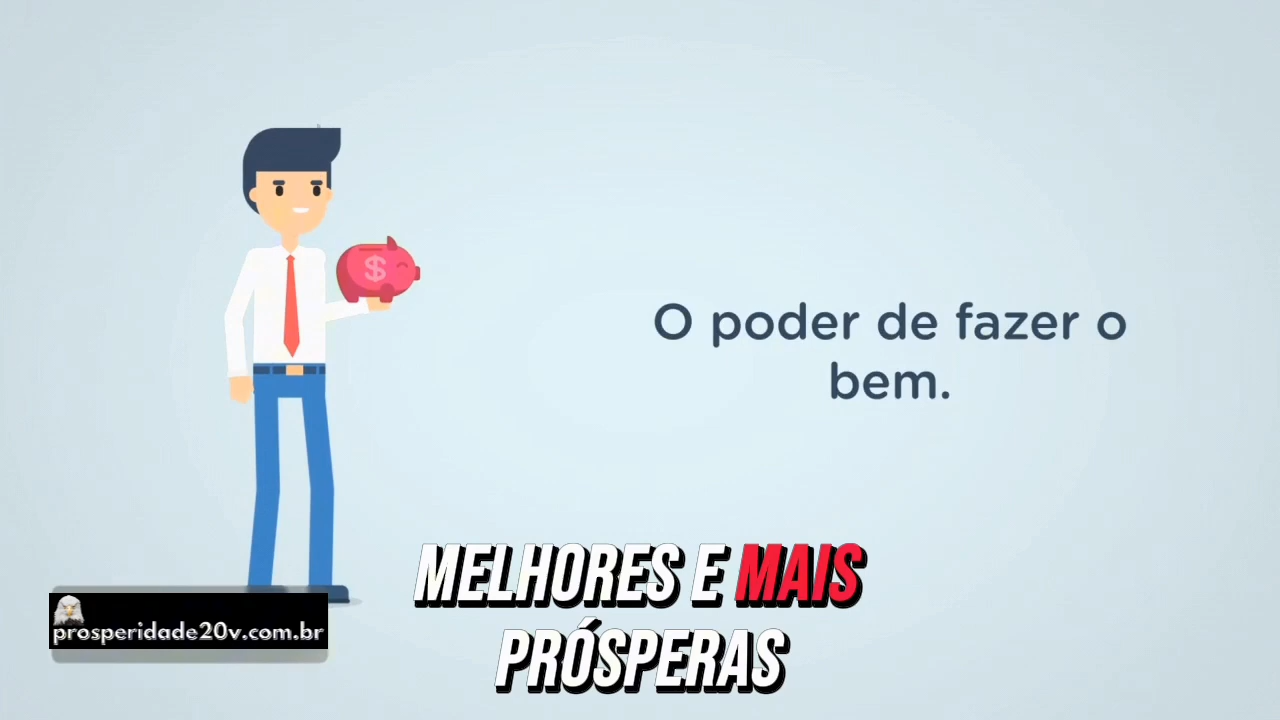 $
O poder de fazer o
bem.
MELHORES E MAIS
PRÓSPERAS
prosperidade20v.com.br